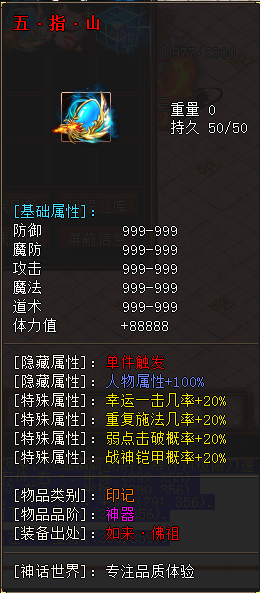 五·指·山
重量 0
持久 50/50
[基础属性]：
防御 999-999
魔防 999-999
攻击 999-999
魔法 999-999
道术 999-999
体力值 +88888
[隐藏属性]：单件触发
[隐藏属性]：人物属性+100%
[特殊属性]：幸运一击几率+20%
[特殊属性]：重复施法几率+20%
[特殊属性]：弱点击破概率+20%
[特殊属性]：战神铠甲概率+20%
[物品类别]：印记
[物品品阶]：神器
[装备出处]：如来·佛祖
[神话世界]：专注品质体验